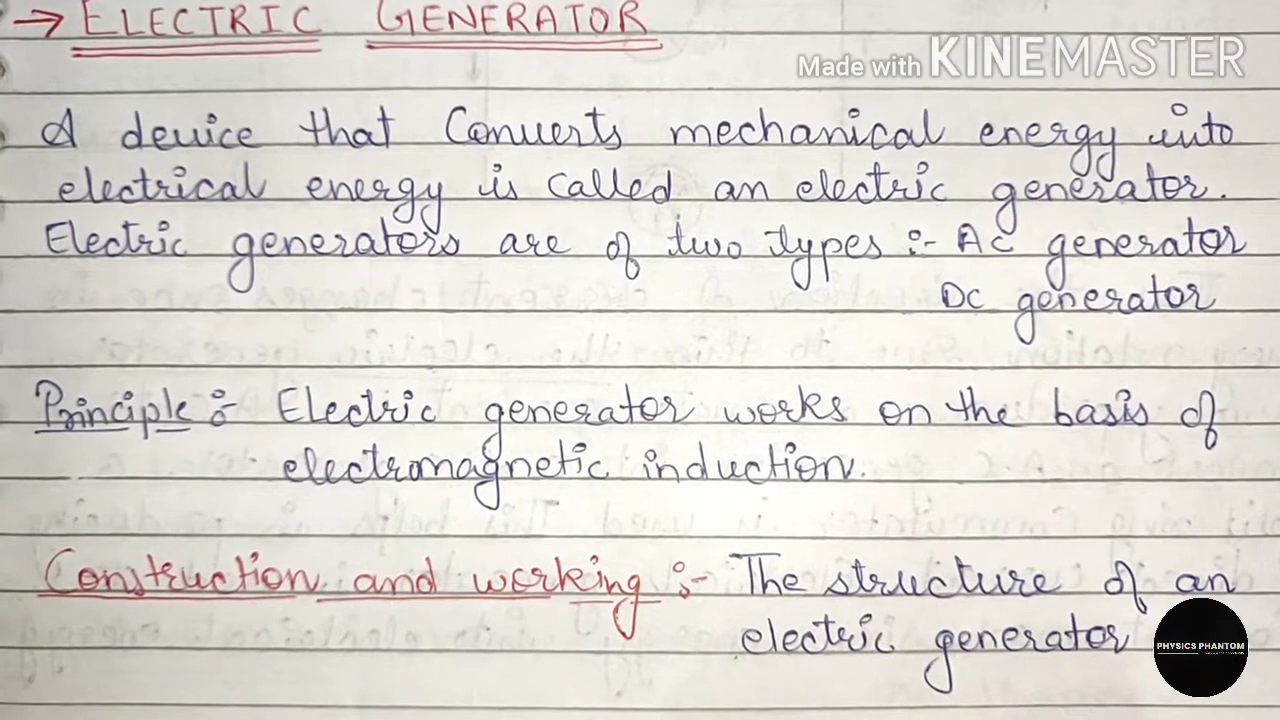 → ELECTRIC GENERATOR
Made with KINEMASTER
A device that Converts mechanical energy into
electrical energy is called an electric generator.
Electric generators are of two types :- AC generator
DC generator
Principle :- Electric generator works on the basis of
electromagnetic induction.
Construction and working :- The structure of an
electric generator
PHYSICS PHANTOM